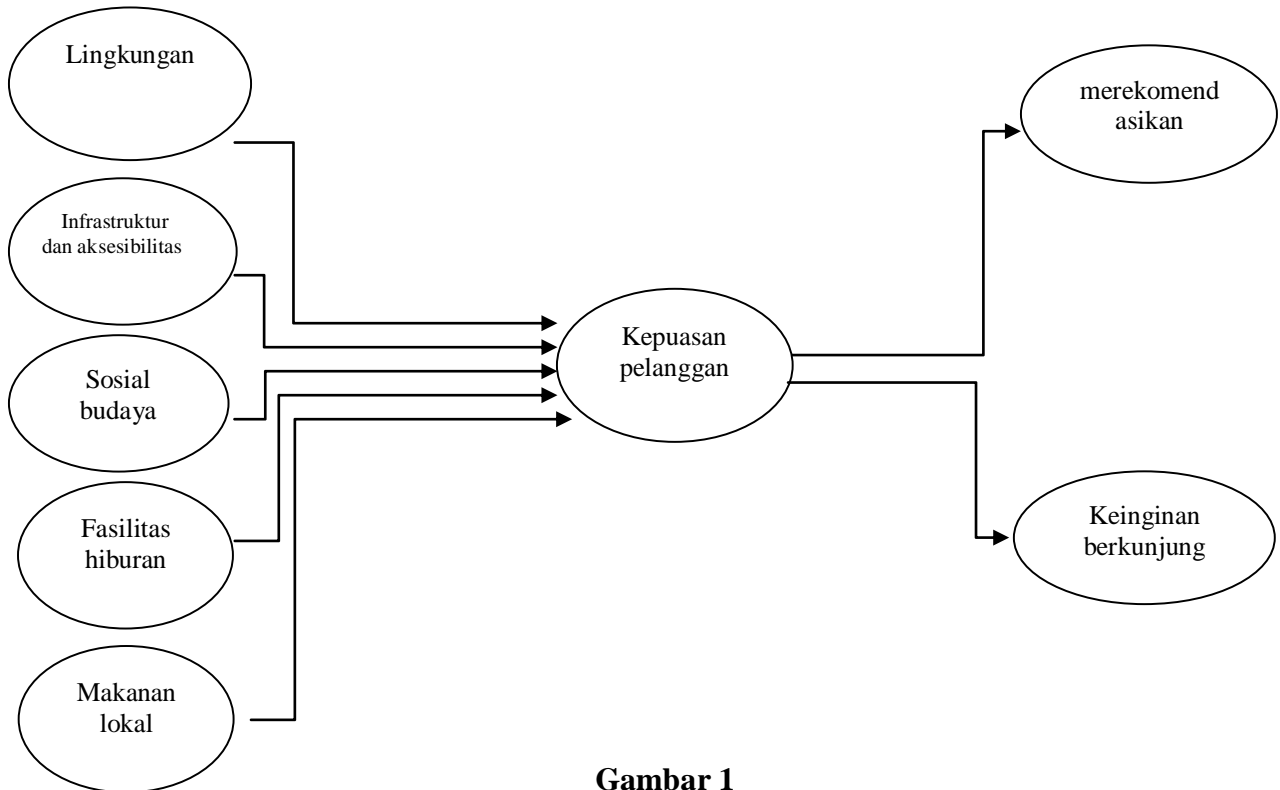 Lingkungan
merekomend
asikan
Infrastruktur
dan aksesibilitas
Kepuasan
pelanggan
Sosial
budaya
Fasilitas
hiburan
Keinginan
berkunjung
Makanan
lokal
Gambar 1